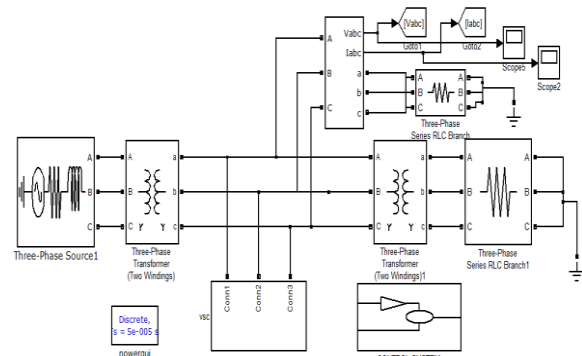 [Vabc]
[Iabc]
Goto1
Goto2
Scope5
Scope2
Vabc
Iabc
A
B
C
a
b
c
A
B
C
A
B
C
Three-Phase
Series RLC Branch
A
B
C
A
B
C
a
b
c
A
B
C
a
b
c
A
B
C
A
B
C
Three-Phase Source1
Three-Phase
Transformer
(Two Windings)
Three-Phase
Transformer
(Two Windings)1
Three-Phase
Series RLC Branch1
Conn1
Conn2
Conn3
vsc
Discrete,
s = 5e-005 s
powergui